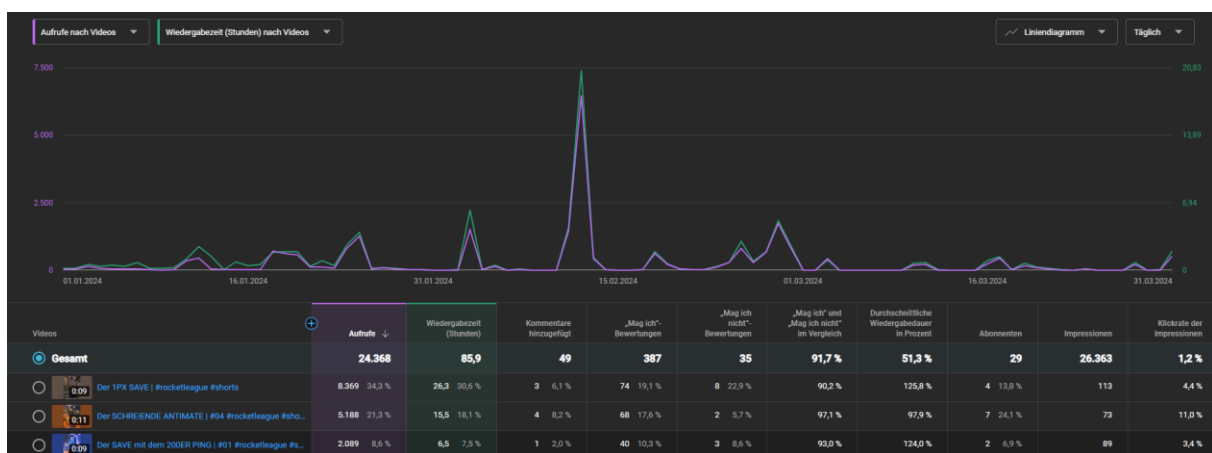 Aufrufe nach Videos
Wiedergabezeit (Stunden) nach Videos
Liniendiagramm
Täglich
7.500 20,83
5.000 13,89
2.500 6,94
0 0
01.01.2024 16.01.2024 31.01.2024 15.02.2024 01.03.2024 16.03.2024 31.03.2024
Videos
Aufrufe
Wiedergabezeit
(Stunden)
Kommentare
hinzugefügt
„Mag ich“-
Bewertungen
„Mag ich
nicht“-
Bewertungen
„Mag ich“ und
„Mag ich nicht“
im Vergleich
Durchschnittliche
Wiedergabedauer
in Prozent
Abonnenten
Impressionen
Klickrate der
Impressionen
Gesamt 24.368 85,9 49 387 35 91,7 % 51,3 % 29 26.363 1,2 %
0:09 Der 1PX SAVE | #rocketleague #shorts 8.369 34,3 % 26,3 30,6 % 3 6,1 % 74 19,1 % 8 22,9 % 90,2 % 125,8 % 4 13,8 % 113 4,4 %
0:11 Der SCHREIENDE ANTIMATE | #04 #rocketleague #sho... 5.188 21,3 % 15,5 18,1 % 4 8,2 % 68 17,6 % 2 5,7 % 97,1 % 97,9 % 7 24,1 % 73 11,0 %
0:09 Der SAVE mit dem 200ER PING | #01 #rocketleague #s... 2.089 8,6 % 6,5 7,5 % 1 2,0 % 40 10,3 % 3 8,6 % 93,0 % 124,0 % 2 6,9 % 89 3,4 %